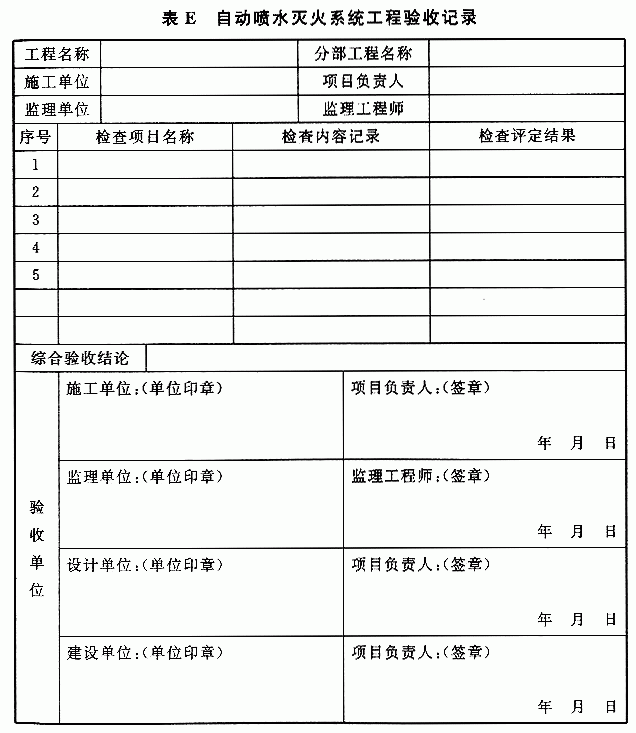 表 E 自动喷水灭火系统工程验收记录
工程名称 分部工程名称
施工单位 项目负责人
监理单位 监理工程师
序号 检查项目名称 检查内容记录 检查评定结果
1
2
3
4
5
综合验收结论
验收单位
施工单位:(单位印章) 项目负责人:(签章)
年 月 日
监理单位:(单位印章) 监理工程师:(签章)
年 月 日
设计单位:(单位印章) 项目负责人:(签章)
年 月 日
建设单位:(单位印章) 项目负责人:(签章)
年 月 日